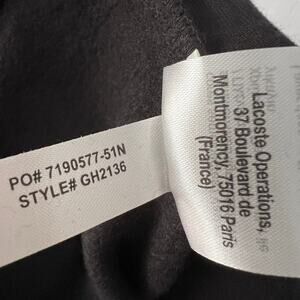 PO# 7190577-51N
STYLE# GH2136
Lacoste Operations,
37 Boulevard de
Montmorency, 75016 Paris
(France)